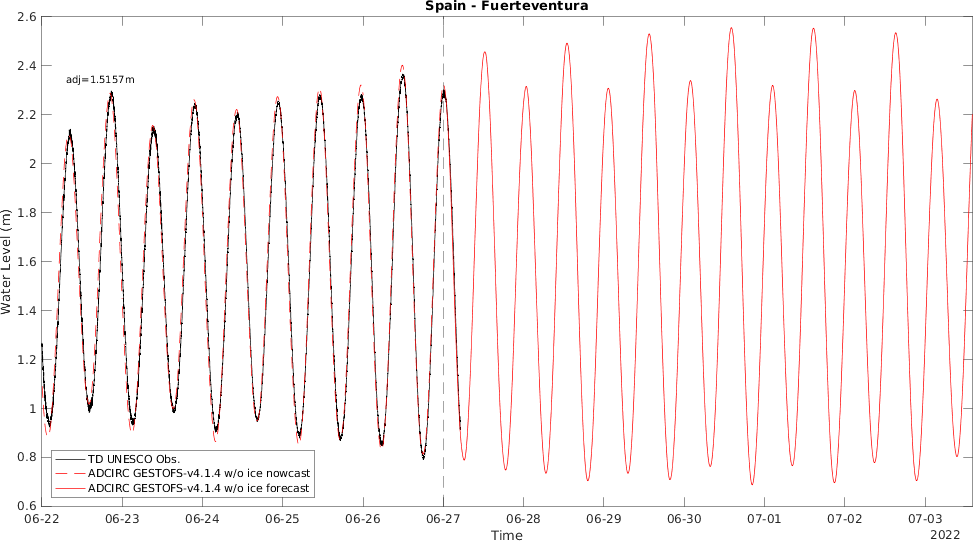 Spain - Fuerteventura
2.6
2.4
adj=1.5157m
2.2
2
1.8
1.6
Water Level (m)
1.4
1.2
1
0.8
0.6
TD UNESCO Obs.
ADCIRC GESTOFS-v4.1.4 w/o ice nowcast
ADCIRC GESTOFS-v4.1.4 w/o ice forecast
06-22 06-23 06-24 06-25 06-26 06-27 06-28 06-29 06-30 07-01 07-02 07-03
Time
2022